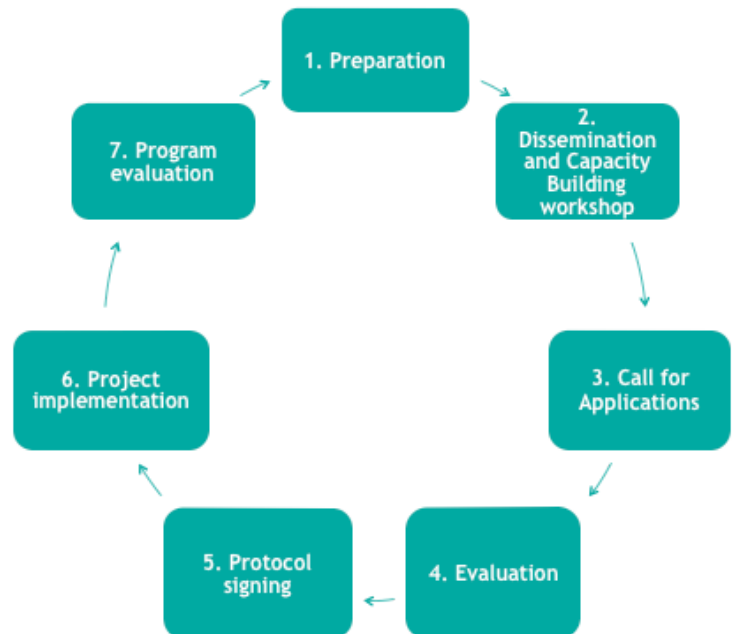 1. Preparation
2.
Dissemination
and Capacity
Building
workshop
3. Call for
Applications
4. Evaluation
5. Protocol
signing
6. Project
implementation
7. Program
evaluation